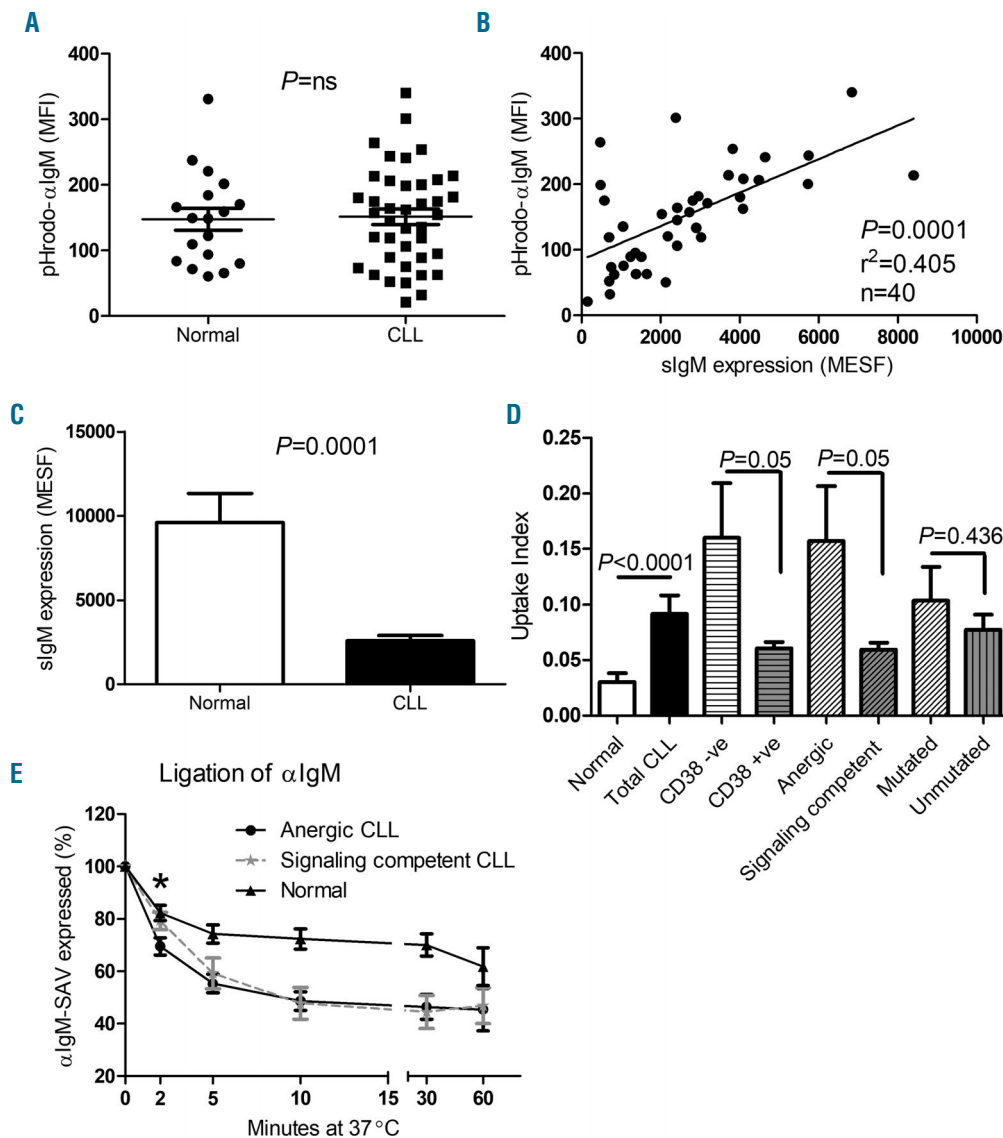 A
pHrodo-αIgM (MFI)
400
300
200
100
0
P=ns
Normal
CLL
B
pHrodo-αIgM (MFI)
400
300
200
100
0
P=0.0001
r²=0.405
n=40
0 2000 4000 6000 8000 10000
sIgM expression (MESF)
C
sIgM expression (MESF)
15000
10000
5000
0
P=0.0001
Normal
CLL
D
Uptake Index
0.25
0.20
0.15
0.10
0.05
0.00
P<0.0001
P=0.05
P=0.05
P=0.436
Normal
Total CLL
CD38 -ve
CD38 +ve
Anergic
Signaling competent
Mutated
Unmutated
E
Ligation of αIgM
αIgM-SAV expressed (%)
120
100
80
60
40
20
*
Anergic CLL
Signaling competent CLL
Normal
0 2 5 10 15 30 60
Minutes at 37°C